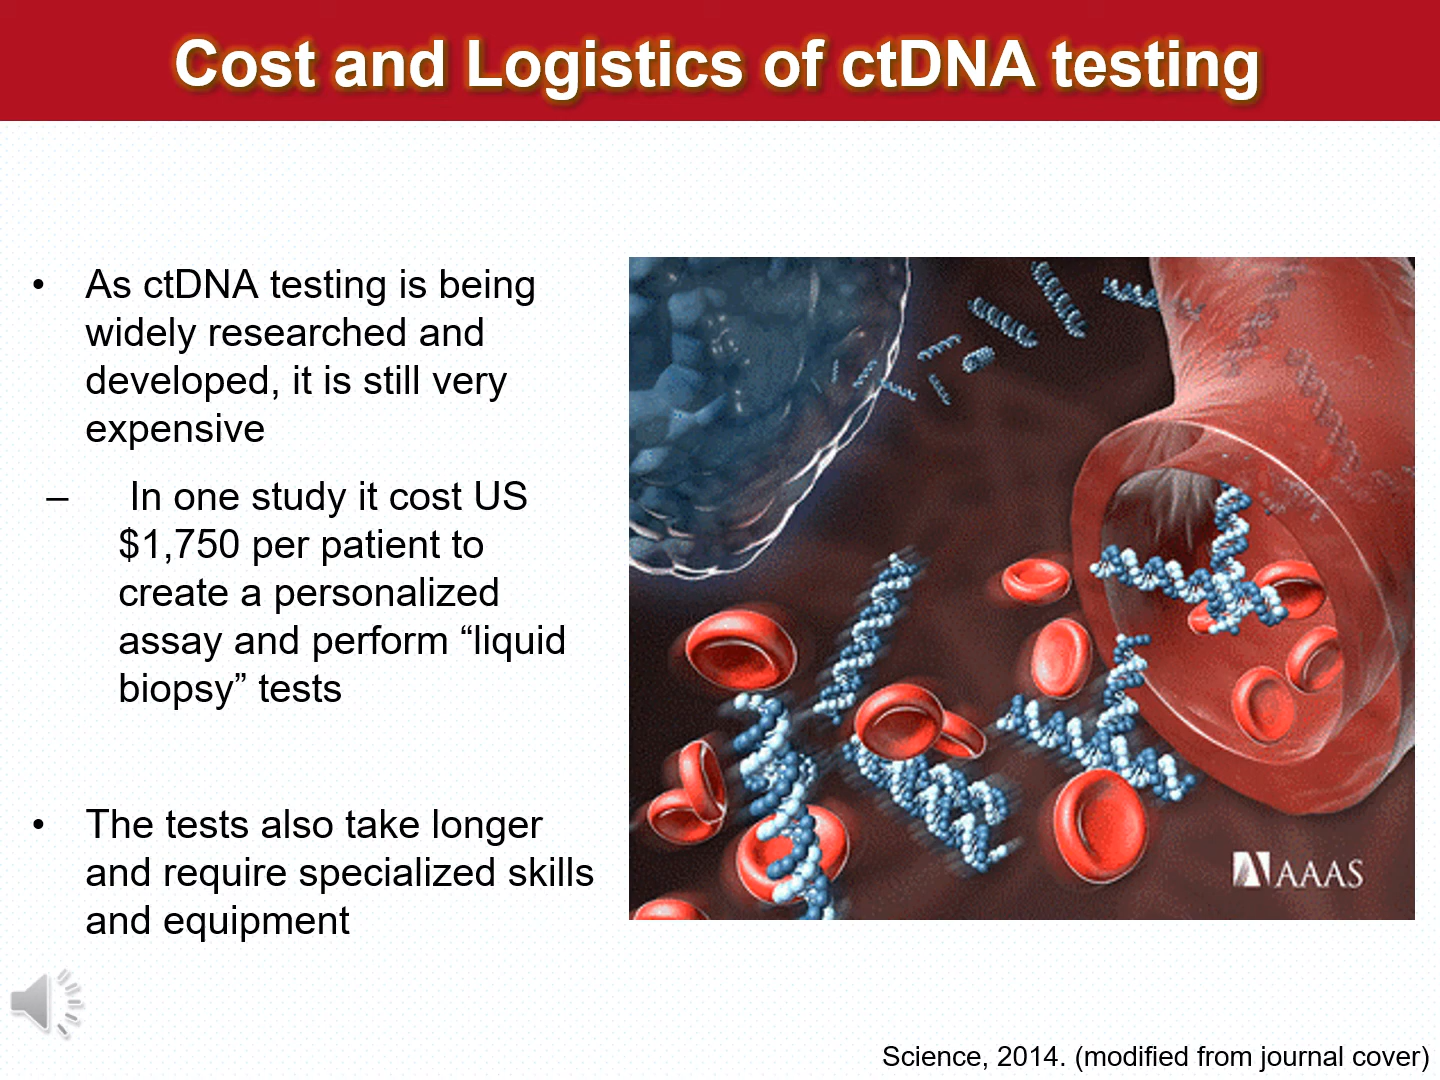 Cost and Logistics of ctDNA testing
• As ctDNA testing is being
widely researched and
developed, it is still very
expensive
– In one study it cost US
$1,750 per patient to
create a personalized
assay and perform “liquid
biopsy” tests
• The tests also take longer
and require specialized skills
and equipment
AAAS
Science, 2014. (modified from journal cover)